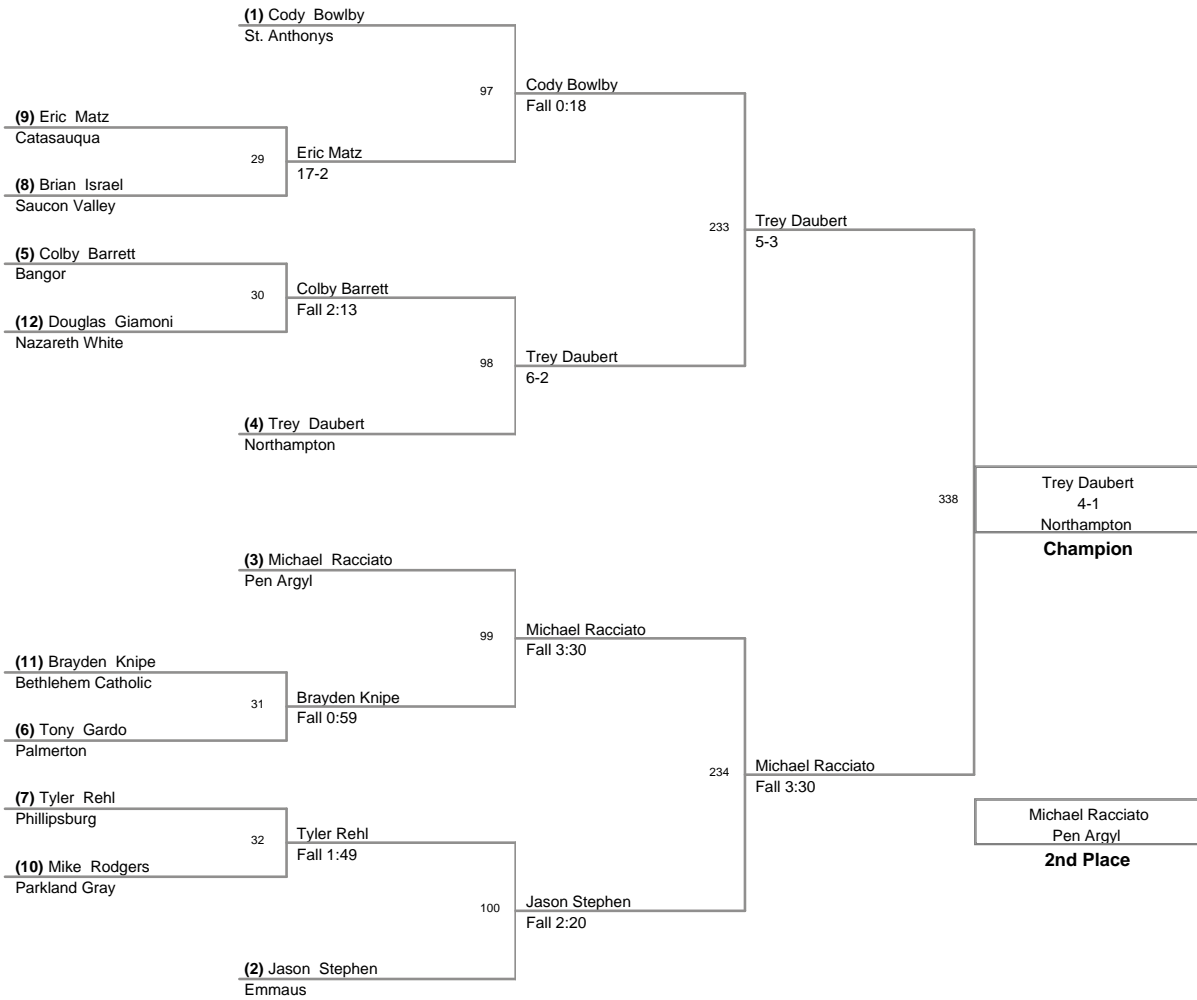 (1) Cody Bowlby
St. Anthonys
97
Cody Bowlby
Fall 0:18
(9) Eric Matz
Catasauqua
29
Eric Matz
17-2
(8) Brian Israel
Saucon Valley
233
Trey Daubert
5-3
(5) Colby Barrett
Bangor
30
Colby Barrett
Fall 2:13
(12) Douglas Giamoni
Nazareth White
98
Trey Daubert
6-2
(4) Trey Daubert
Northampton
338
Trey Daubert
4-1
Northampton
Champion
(3) Michael Racciato
Pen Argyl
99
Michael Racciato
Fall 3:30
(11) Brayden Knipe
Bethlehem Catholic
31
Brayden Knipe
Fall 0:59
(6) Tony Gardo
Palmerton
234
Michael Racciato
Fall 3:30
(7) Tyler Rehl
Phillipsburg
32
Tyler Rehl
Fall 1:49
(10) Mike Rodgers
Parkland Gray
Michael Racciato
Pen Argyl
2nd Place
100
Jason Stephen
Fall 2:20
(2) Jason Stephen
Emmaus